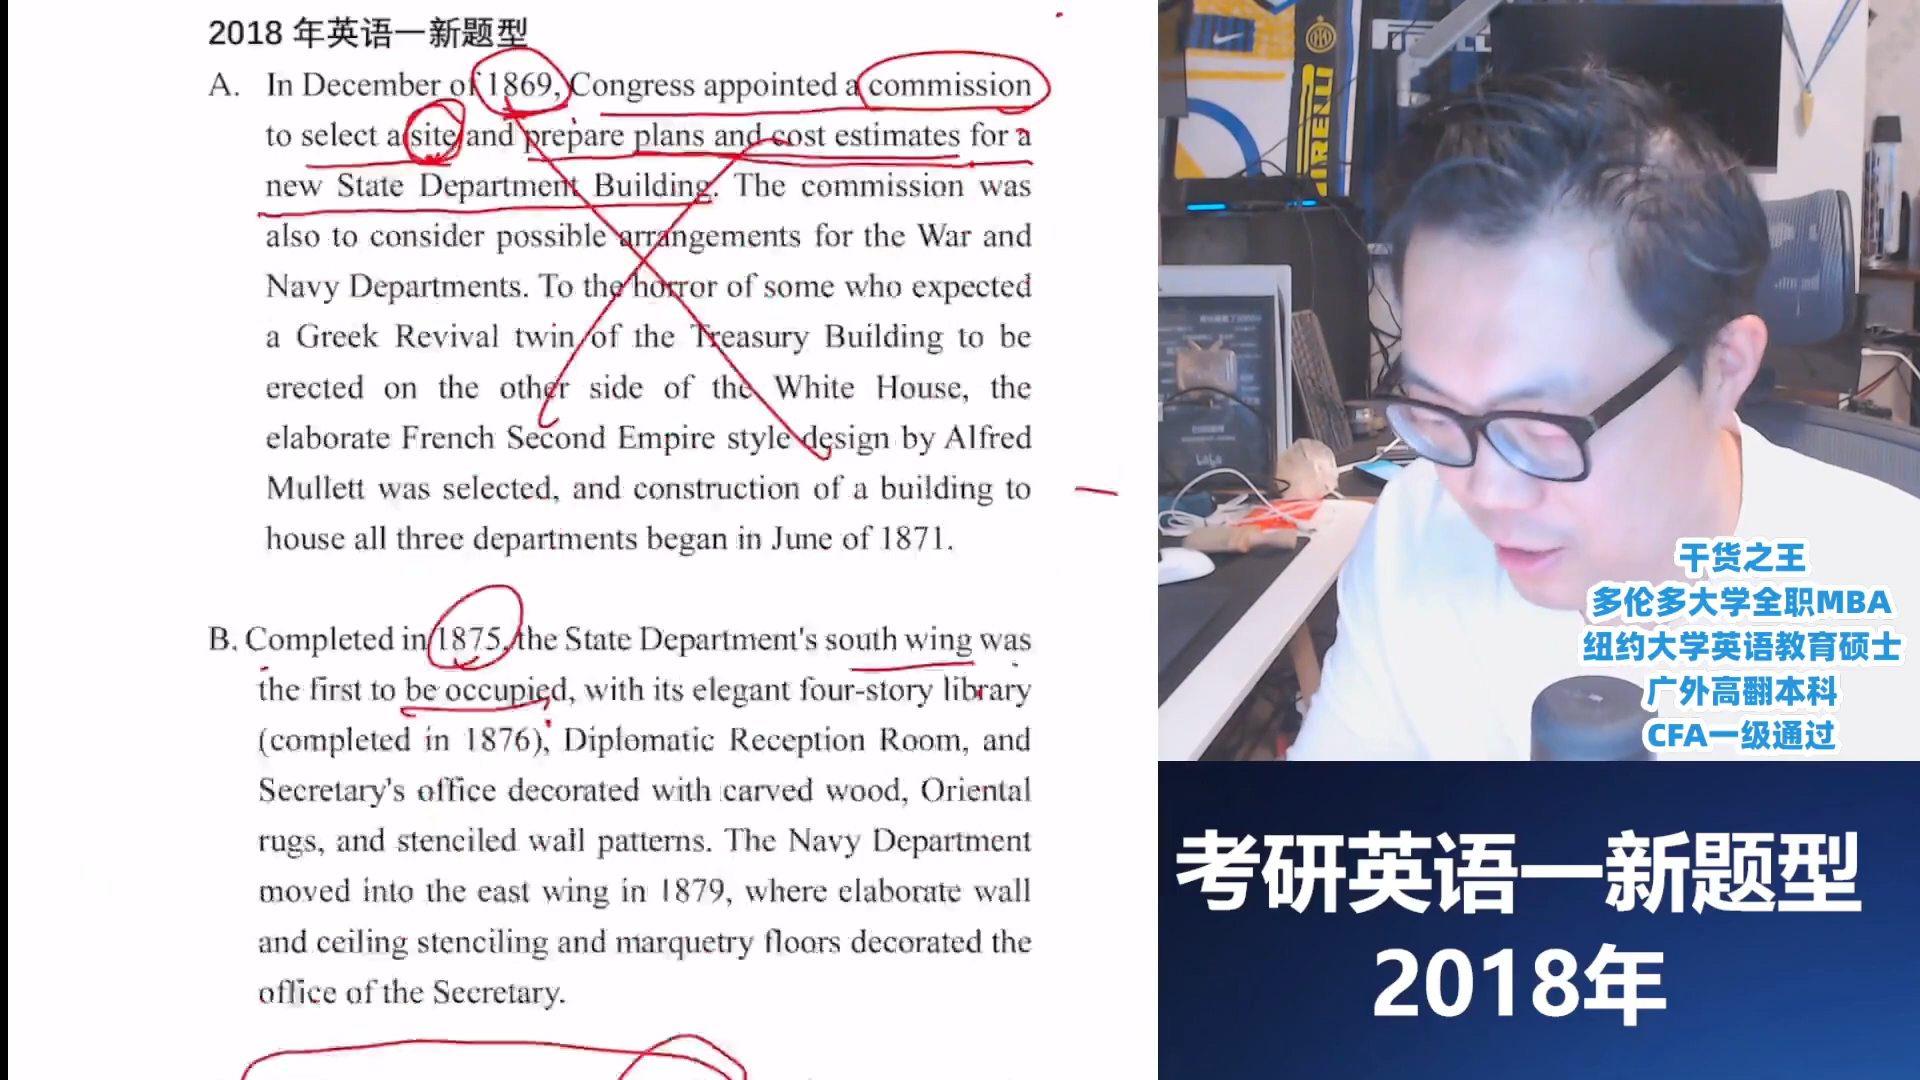 2018 年英语一新题型
A. In December of 1869, Congress appointed a commission
to select a site and prepare plans and cost estimates for a
new State Department Building. The commission was
also to consider possible arrangements for the War and
Navy Departments. To the horror of some who expected
a Greek Revival twin of the Treasury Building to be
erected on the other side of the White House, the
elaborate French Second Empire style design by Alfred
Mullett was selected, and construction of a building to
house all three departments began in June of 1871.
B. Completed in 1875, the State Department's south wing was
the first to be occupied, with its elegant four-story library
(completed in 1876), Diplomatic Reception Room, and
Secretary's office decorated with carved wood, Oriental
rugs, and stenciled wall patterns. The Navy Department
moved into the east wing in 1879, where elaborate wall
and ceiling stenciling and marquetry floors decorated the
office of the Secretary.
PIRELLI
干货之王
多伦多大学全职MBA
纽约大学英语教育硕士
广外高翻本科
CFA一级通过
考研英语一新题型
2018年